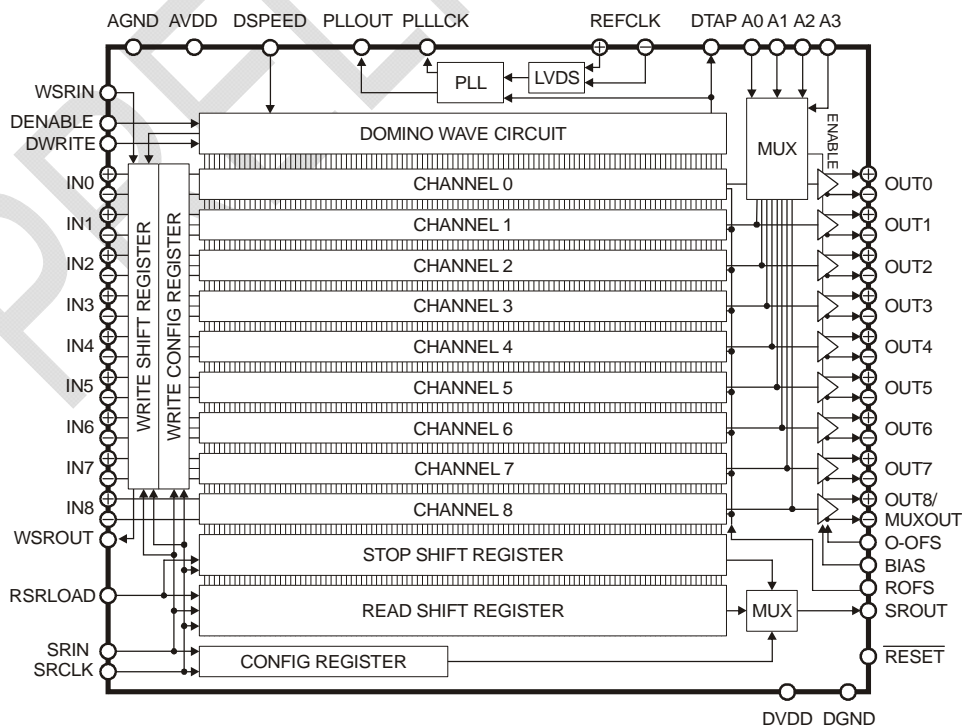 AGND AVDD DSPEED PLLOUT PLLLCK REFCLK DTAP A0 A1 A2 A3
WSRIN
DENABLE
DWRITE
IN0
IN1
IN2
IN3
IN4
IN5
IN6
IN7
IN8
WSROUT
RSRLOAD
SRIN
SRCLK
WRITE SHIFT REGISTER
WRITE CONFIG REGISTER
PLL
LVDS
DOMINO WAVE CIRCUIT
CHANNEL 0
CHANNEL 1
CHANNEL 2
CHANNEL 3
CHANNEL 4
CHANNEL 5
CHANNEL 6
CHANNEL 7
CHANNEL 8
STOP SHIFT REGISTER
READ SHIFT REGISTER
CONFIG REGISTER
MUX
ENABLE
MUX
OUT0
OUT1
OUT2
OUT3
OUT4
OUT5
OUT6
OUT7
OUT8/
MUXOUT
O-OFS
BIAS
ROFS
SROUT
RESET
DVDD DGND